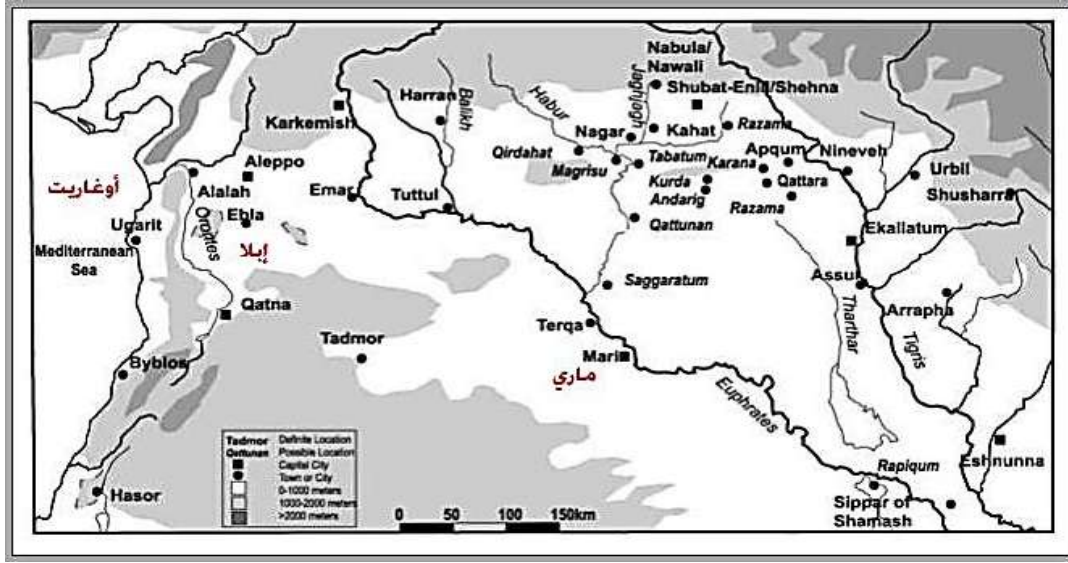 Nabula/
Nawali
Shubat-Enlil/Shehna
Harran
Balikh
Habur
Jaghjagh
Karkemish
Nagar
Kahat
Razama
Qirdahat
Magrisu
Tabatum
Karana
Apqum
Nineveh
Urbil
Shusharra
أوغاريت
Aleppo
Alalah
Emar
Tuttul
Kurda
Andarig
Qattara
Razama
Ugarit
Orontes
Ebla
إبلا
Qattunan
Ekallatum
Mediterranean
Sea
Assur
Saggaratum
Qatna
Tharthar
Arrapha
Tigris
Terqa
Tadmor
Mari
ماري
Byblos
Euphrates
Tadmor Definite Location
Qattunan Possible Location
Capital City
Town or City
0-1000 meters
1000-2000 meters
>2000 meters
Hasor
0 50 100 150km
Rapiqum
Eshnunna
Sippar of
Shamash